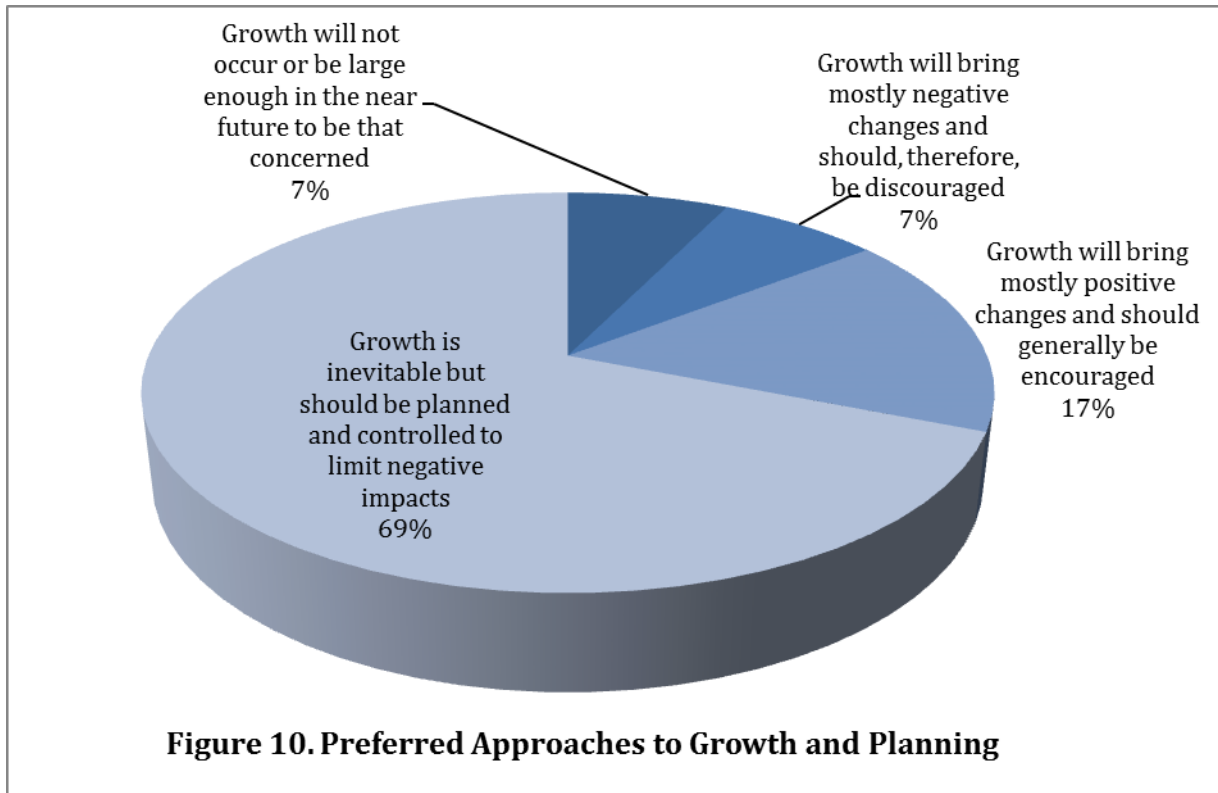 Growth will not
occur or be large
enough in the near
future to be that
concerned
7%
Growth will bring
mostly negative
changes and
should, therefore,
be discouraged
7%
Growth will bring
mostly positive
changes and should
generally be
encouraged
17%
Growth is
inevitable but
should be planned
and controlled to
limit negative
impacts
69%
Figure 10. Preferred Approaches to Growth and Planning